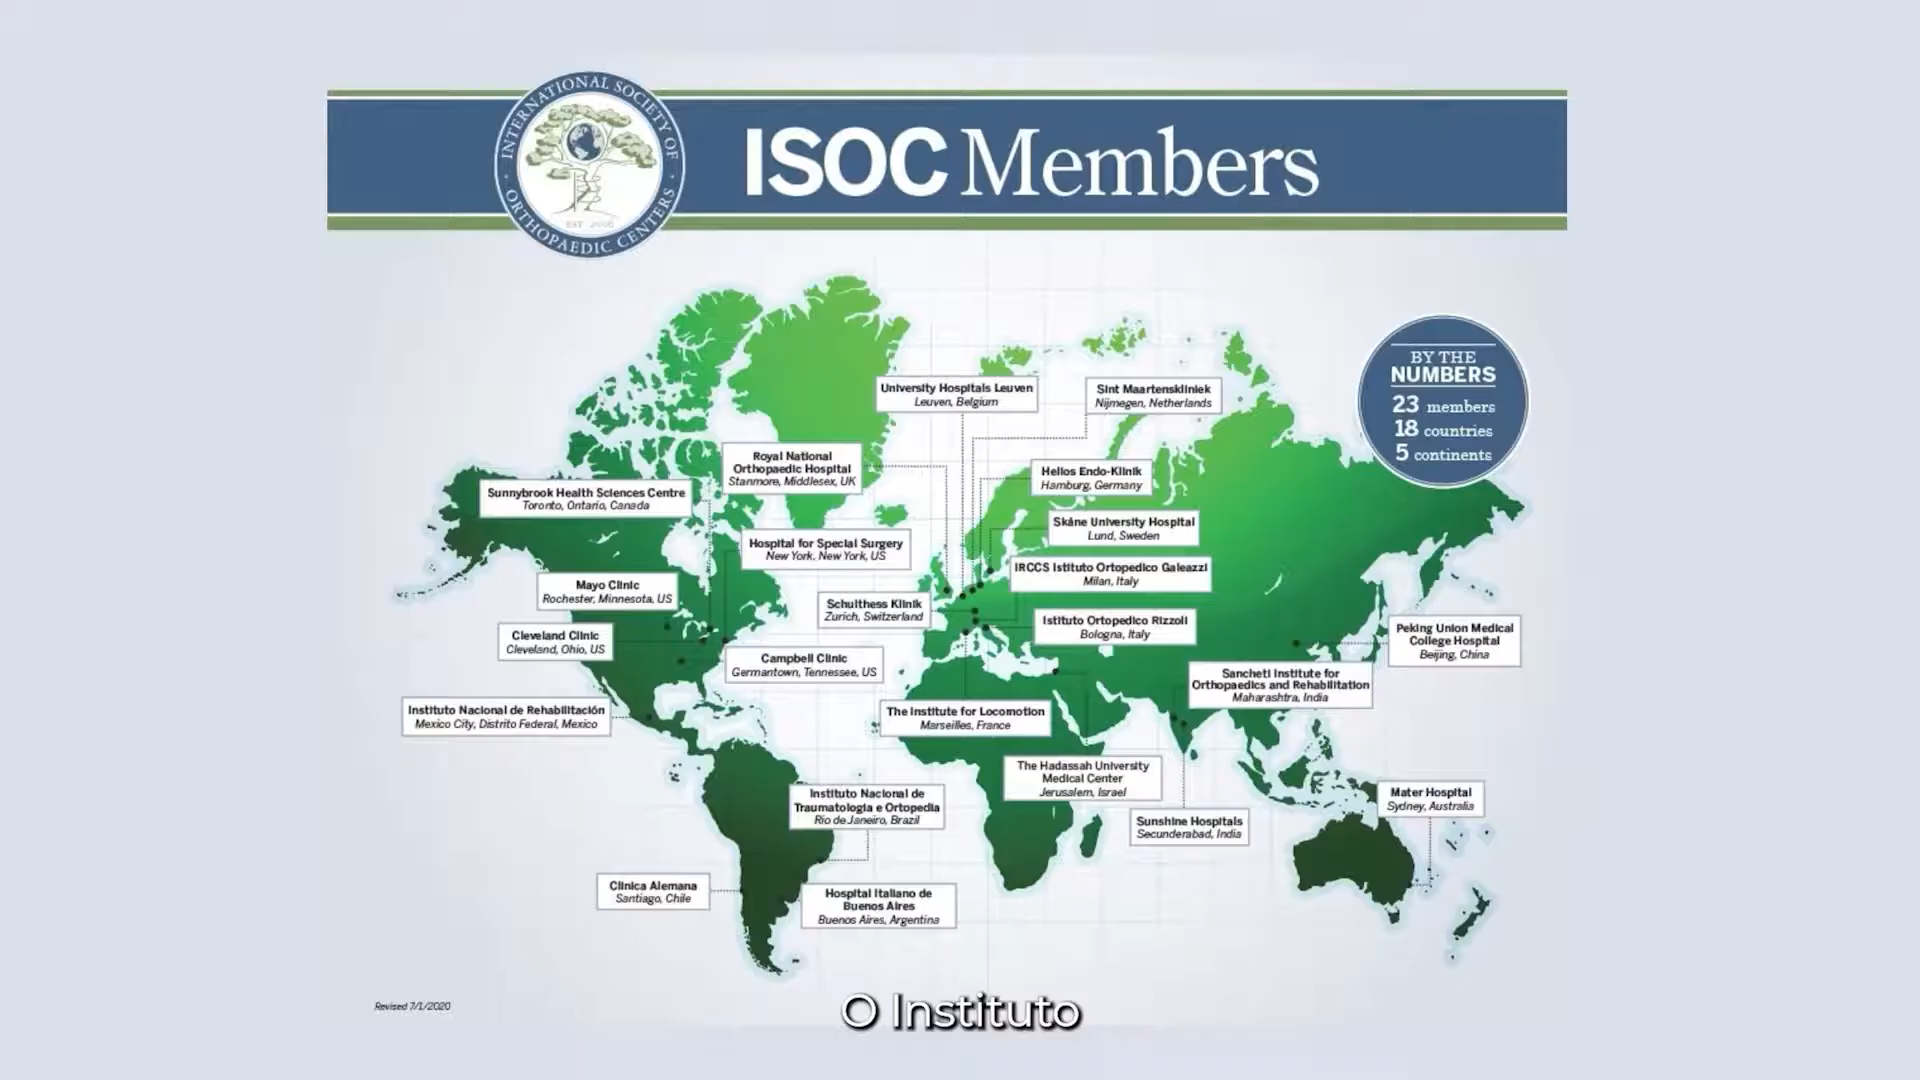 INTERNATIONAL SOCIETY OF
ORTHOPAEDIC CENTERS
ISOC Members
BY THE
NUMBERS
23 members
18 countries
5 continents
University Hospitals Leuven
Leuven, Belgium
Sint Maartenskliniek
Nijmegen, Netherlands
Royal National
Orthopaedic Hospital
Stanmore, Middlesex, UK
Helios Endo-Klinik
Hamburg, Germany
Sunnybrook Health Sciences Centre
Toronto, Ontario, Canada
Skåne University Hospital
Lund, Sweden
Hospital for Special Surgery
New York. New York, US
IRCCS Istituto Ortopedico Galeazzi
Milan, Italy
Mayo Clinic
Rochester, Minnesota, US
Schulthess Klinik
Zurich, Switzerland
Istituto Ortopedico Rizzoli
Bologna, Italy
Peking Union Medical
College Hospital
Beijing, China
Cleveland Clinic
Cleveland, Ohio, US
Campbell Clinic
Germantown, Tennessee, US
Sancheti Institute for
Orthopaedics and Rehabilitation
Maharashtra, India
Instituto Nacional de Rehabilitación
Mexico City, Distrito Federal, Mexico
The Institute for Locomotion
Marseilles, France
The Hadassah University
Medical Center
Jerusalem, Israel
Instituto Nacional de
Traumatologia e Ortopedia
Rio de Janeiro, Brazil
Mater Hospital
Sydney, Australia
Sunshine Hospitals
Secunderabad, India
Clinica Alemana
Santiago, Chile
Hospital Italiano de
Buenos Aires
Buenos Aires, Argentina
Revised 7/1/2020
O Instituto